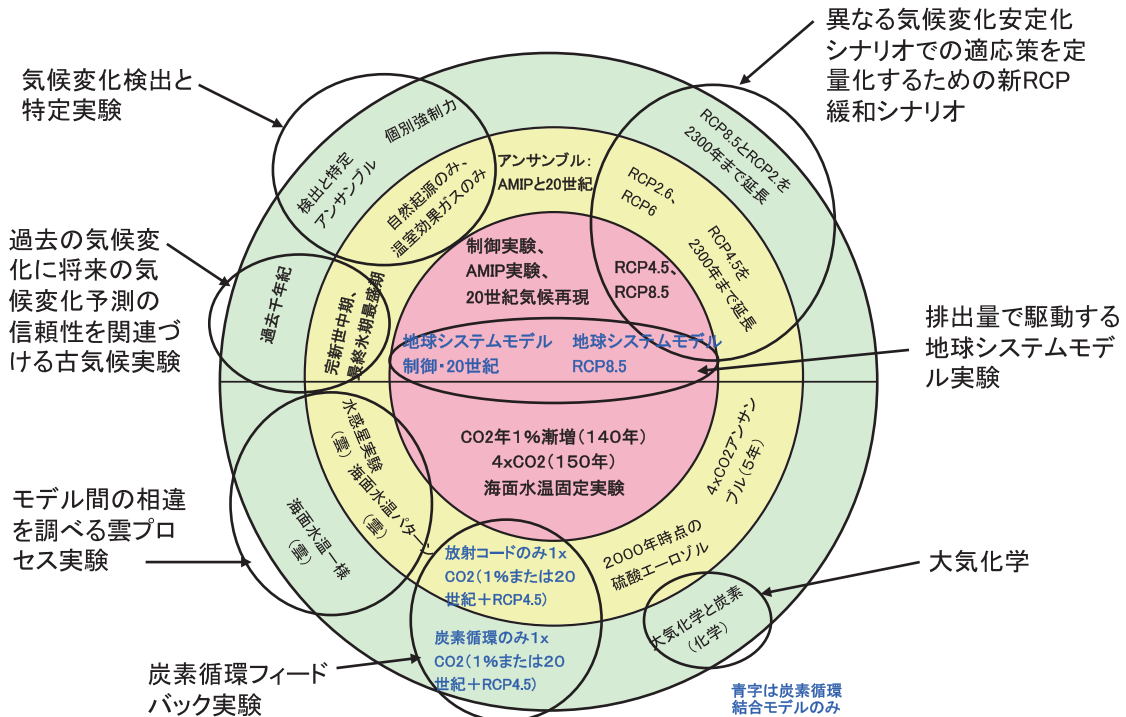 気候変化検出と
特定実験
異なる気候変化安定化
シナリオでの適応策を定
量化するための新RCP
緩和シナリオ
過去の気候変
化に将来の気
候変化予測の
信頼性を関連づ
ける古気候実験
排出量で駆動する
地球システムモデ
ル実験
モデル間の相違
を調べる雲プロ
セス実験
大気化学
炭素循環フィード
バック実験
個別強制力
検出と特定
アンサンブル
自然起源のみ、
温室効果ガスのみ
アンサンブル：
AMIPと20世紀
RCP2.6、
RCP6
RCP8.5とRCP2.を
2300年まで延長
RCP4.5を
2300年まで延長
過去千年紀
完新世中期、
最終氷期最盛期
制御実験、
AMIP実験、
20世紀気候再現
RCP4.5、
RCP8.5
地球システムモデル
制御・20世紀
地球システムモデル
RCP8.5
CO2年1%漸増（140年）
4xCO2（150年）
海面水温固定実験
水惑星実験
（雲）
海面水温パターン
（雲）
海面水温一様
（雲）
4xCO2アンサン
ブル（5年）
2000年時点の
硫酸エーロゾル
放射コードのみ1x
CO2（1%または20
世紀＋RCP4.5）
炭素循環のみ1x
CO2（1%または20
世紀＋RCP4.5）
大気化学と炭素
（化学）
青字は炭素循環
結合モデルのみ